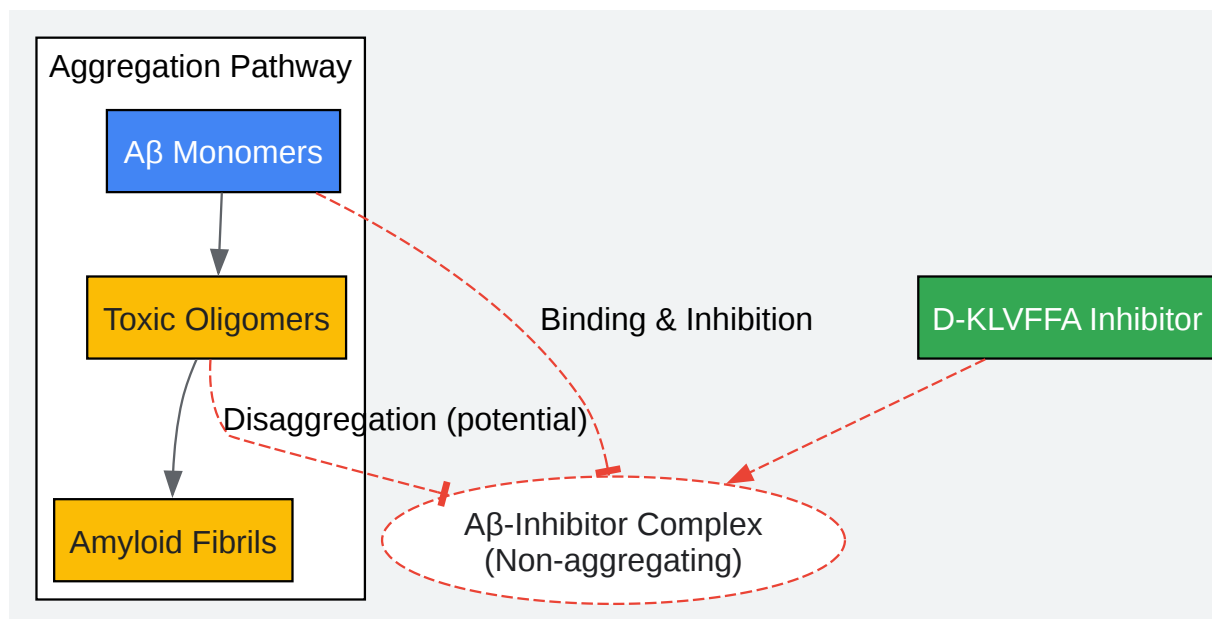 Aggregation Pathway
Aβ Monomers
Toxic Oligomers
Binding & Inhibition
D-KLVFFA Inhibitor
Disaggregation (potential)
Amyloid Fibrils
Aβ-Inhibitor Complex
(Non-aggregating)